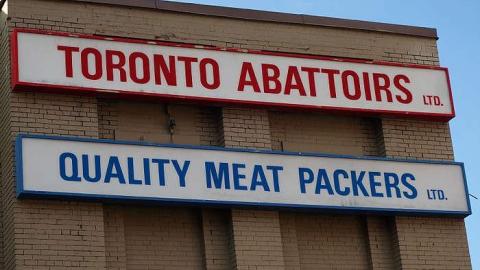 TORONTO ABATTOIRS LTD.
QUALITY MEAT PACKERS LTD.